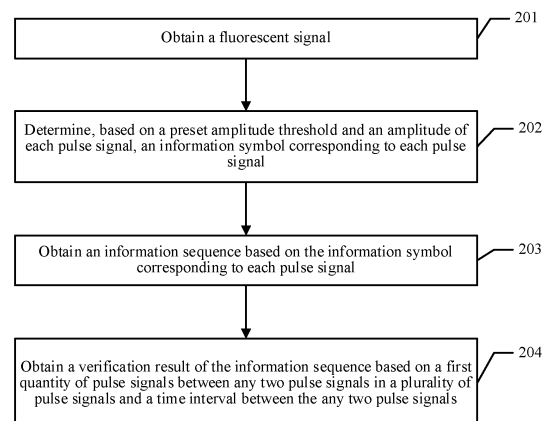 201
Obtain a fluorescent signal
202
Determine, based on a preset amplitude threshold and an amplitude of
each pulse signal, an information symbol corresponding to each pulse
signal
203
Obtain an information sequence based on the information symbol
corresponding to each pulse signal
204
Obtain a verification result of the information sequence based on a first
quantity of pulse signals between any two pulse signals in a plurality of
pulse signals and a time interval between the any two pulse signals